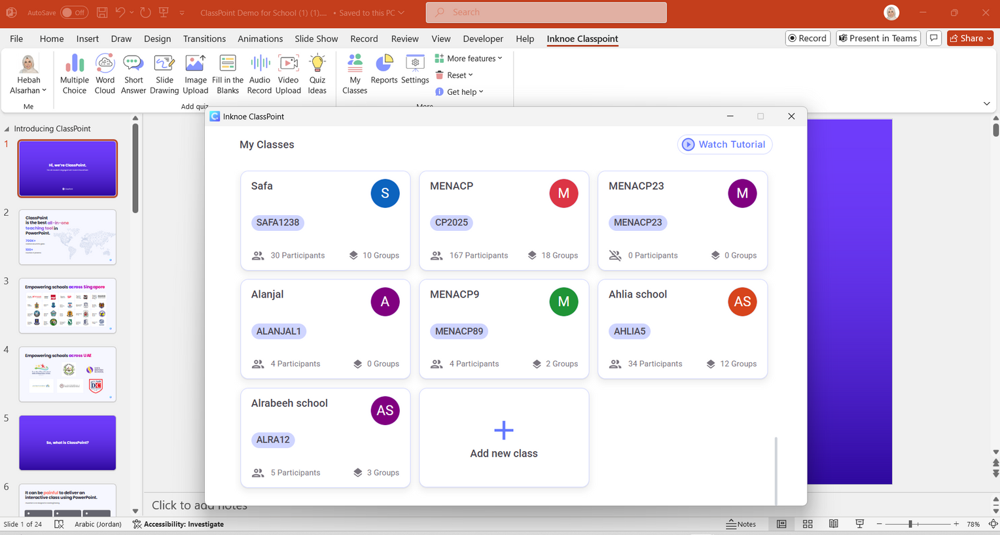 AutoSave Off
ClassPoint Demo for School (1) (1).... • Saved to this PC
Search
File Home Insert Draw Design Transitions Animations Slide Show Record Review View Developer Help Inknoe Classpoint
Record Present in Teams Share
Hebah Alsarhan
Me
Multiple Choice
Word Cloud
Short Answer
Slide Drawing
Image Upload
Fill in the Blanks
Audio Record
Video Upload
Quiz Ideas
Add quiz
My Classes
Reports
Settings
More features
Reset
Get help
More
Introducing ClassPoint
1
Hi, we're ClassPoint.
2
ClassPoint
is the best all-in-one
teaching tool in
PowerPoint.
700K+
100+
3
Empowering schools across Singapore
4
Empowering schools across UAE
5
So, what is ClassPoint?
6
It can be painful to deliver an
interactive class using PowerPoint.
Inknoe ClassPoint
My Classes
Watch Tutorial
Safa
S
SAFA1238
30 Participants 10 Groups
MENACP
M
CP2025
167 Participants 18 Groups
MENACP23
M
MENACP23
0 Participants 0 Groups
Alanjal
A
ALANJAL1
4 Participants 0 Groups
MENACP9
M
MENACP89
4 Participants 2 Groups
Ahlia school
AS
AHLIA5
34 Participants 12 Groups
Alrabeeh school
AS
ALRA12
5 Participants 3 Groups
Add new class
Click to add notes
Slide 1 of 24 Arabic (Jordan) Accessibility: Investigate
Notes 78%